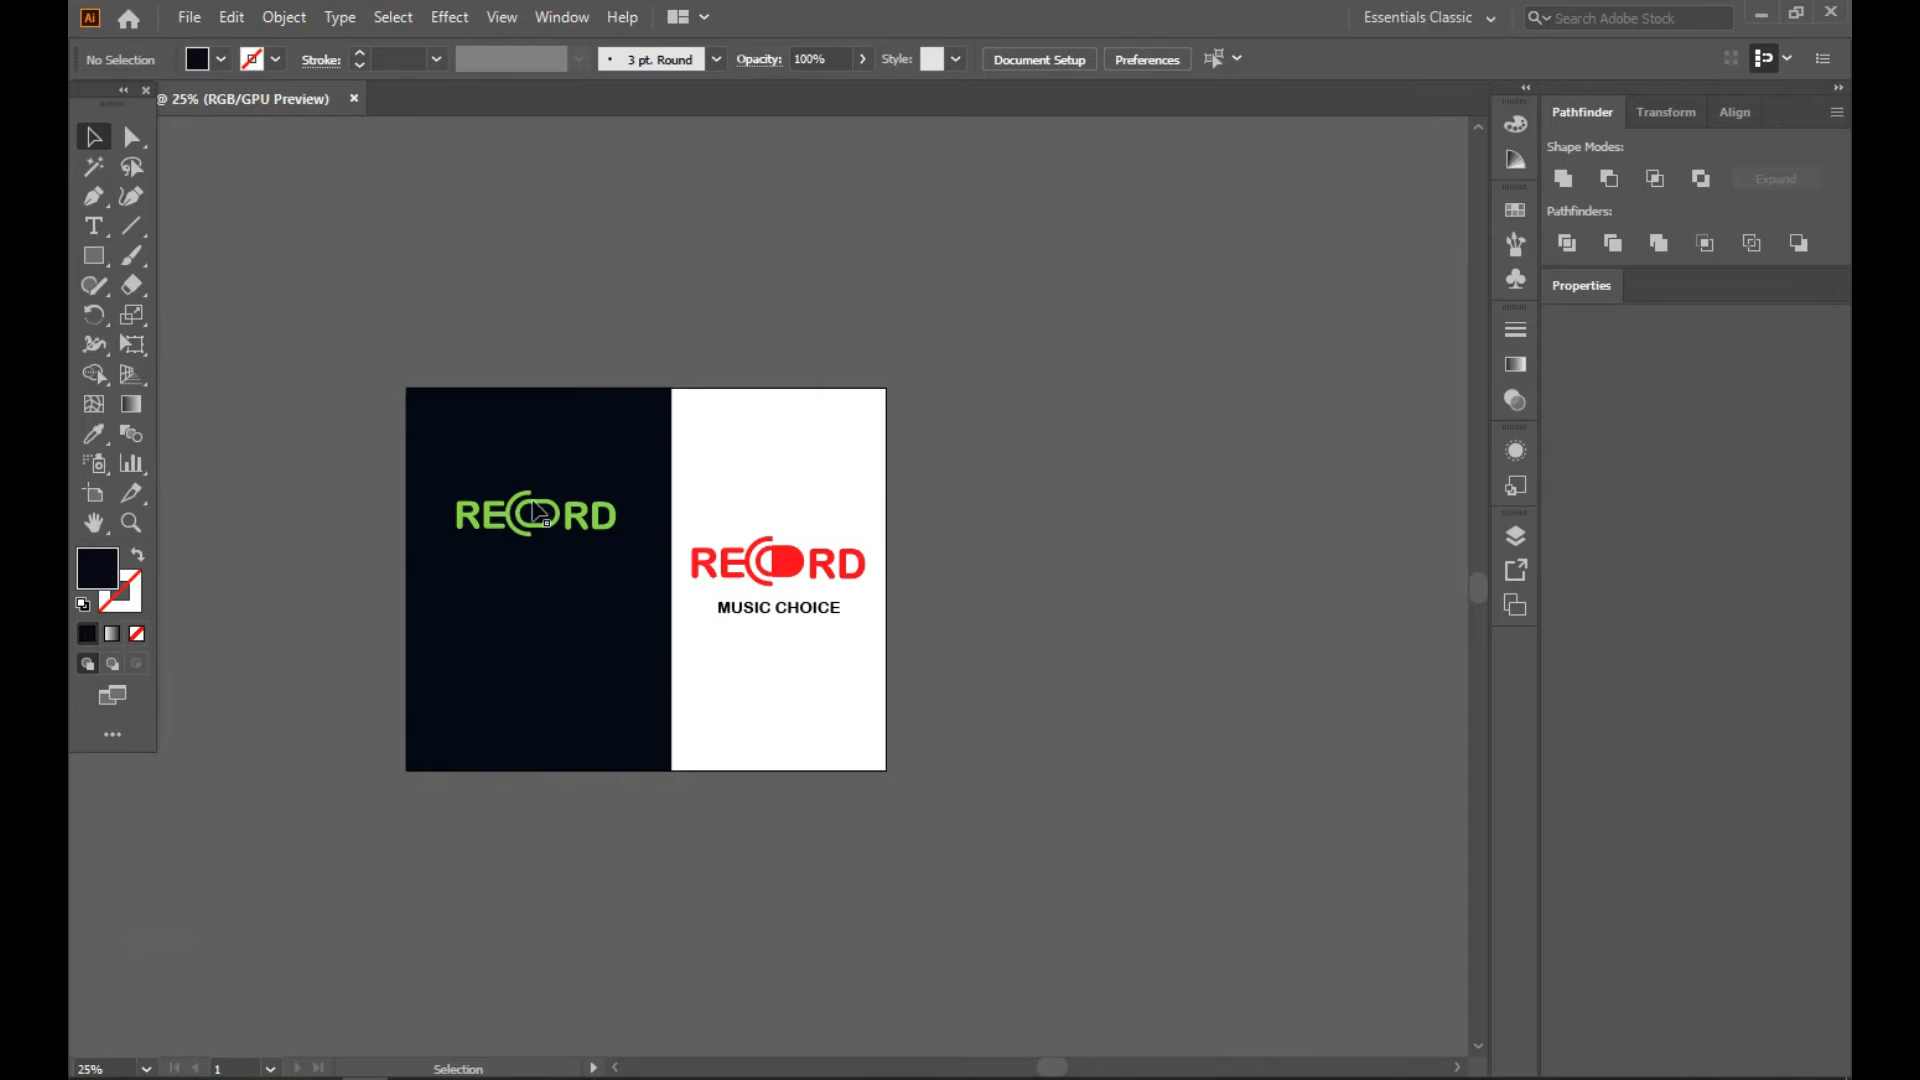 Ai File Edit Object Type Select Effect View Window Help Essentials Classic Search Adobe Stock
No Selection Stroke: 3 pt. Round Opacity: 100% Style: Document Setup Preferences
@ 25% (RGB/GPU Preview)
Pathfinder Transform Align
Shape Modes:
Expand
Pathfinders:
Properties
RECORD
RECORD
MUSIC CHOICE
25% 1 Selection